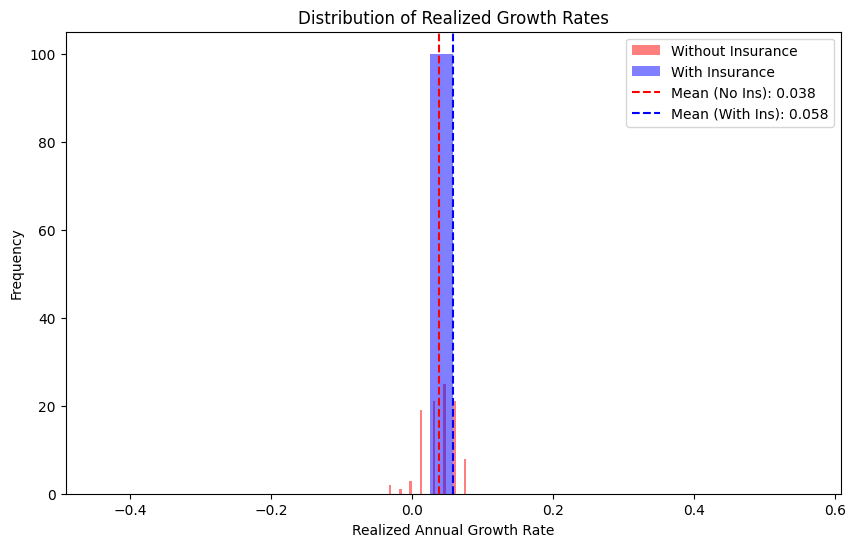 Distribution of Realized Growth Rates
Without Insurance
With Insurance
Mean (No Ins): 0.038
Mean (With Ins): 0.058
100
80
60
40
20
0
Frequency
−0.4
−0.2
0.0
0.2
0.4
0.6
Realized Annual Growth Rate